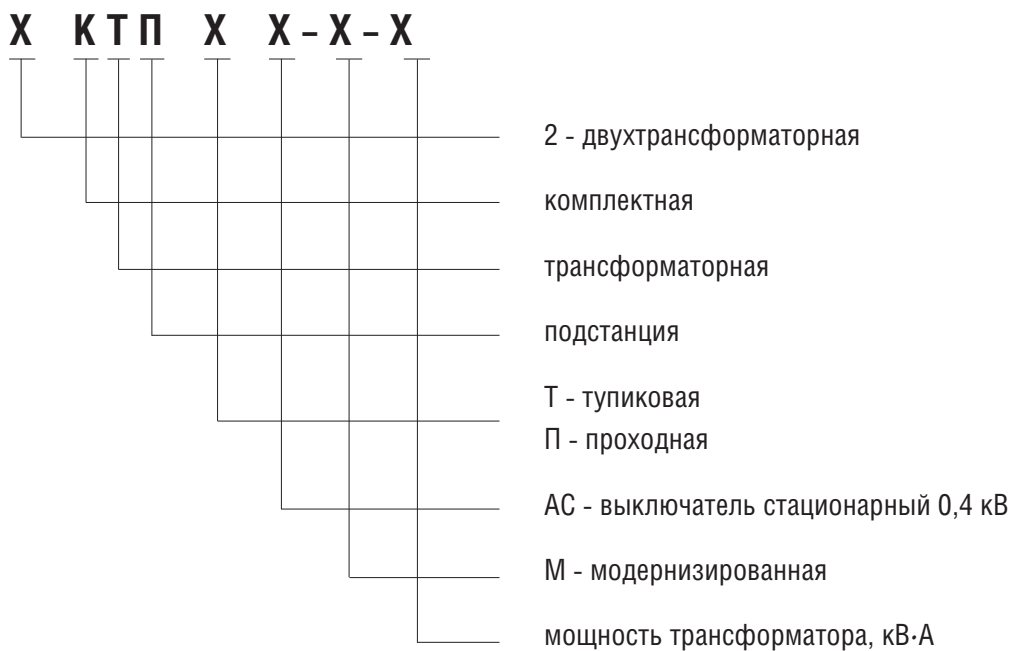 Х КТП Х Х – Х – Х
2 - двухтрансформаторная
комплектная
трансформаторная
подстанция
Т - тупиковая
П - проходная
АС - выключатель стационарный 0,4 кВ
М - модернизированная
мощность трансформатора, кВ·А